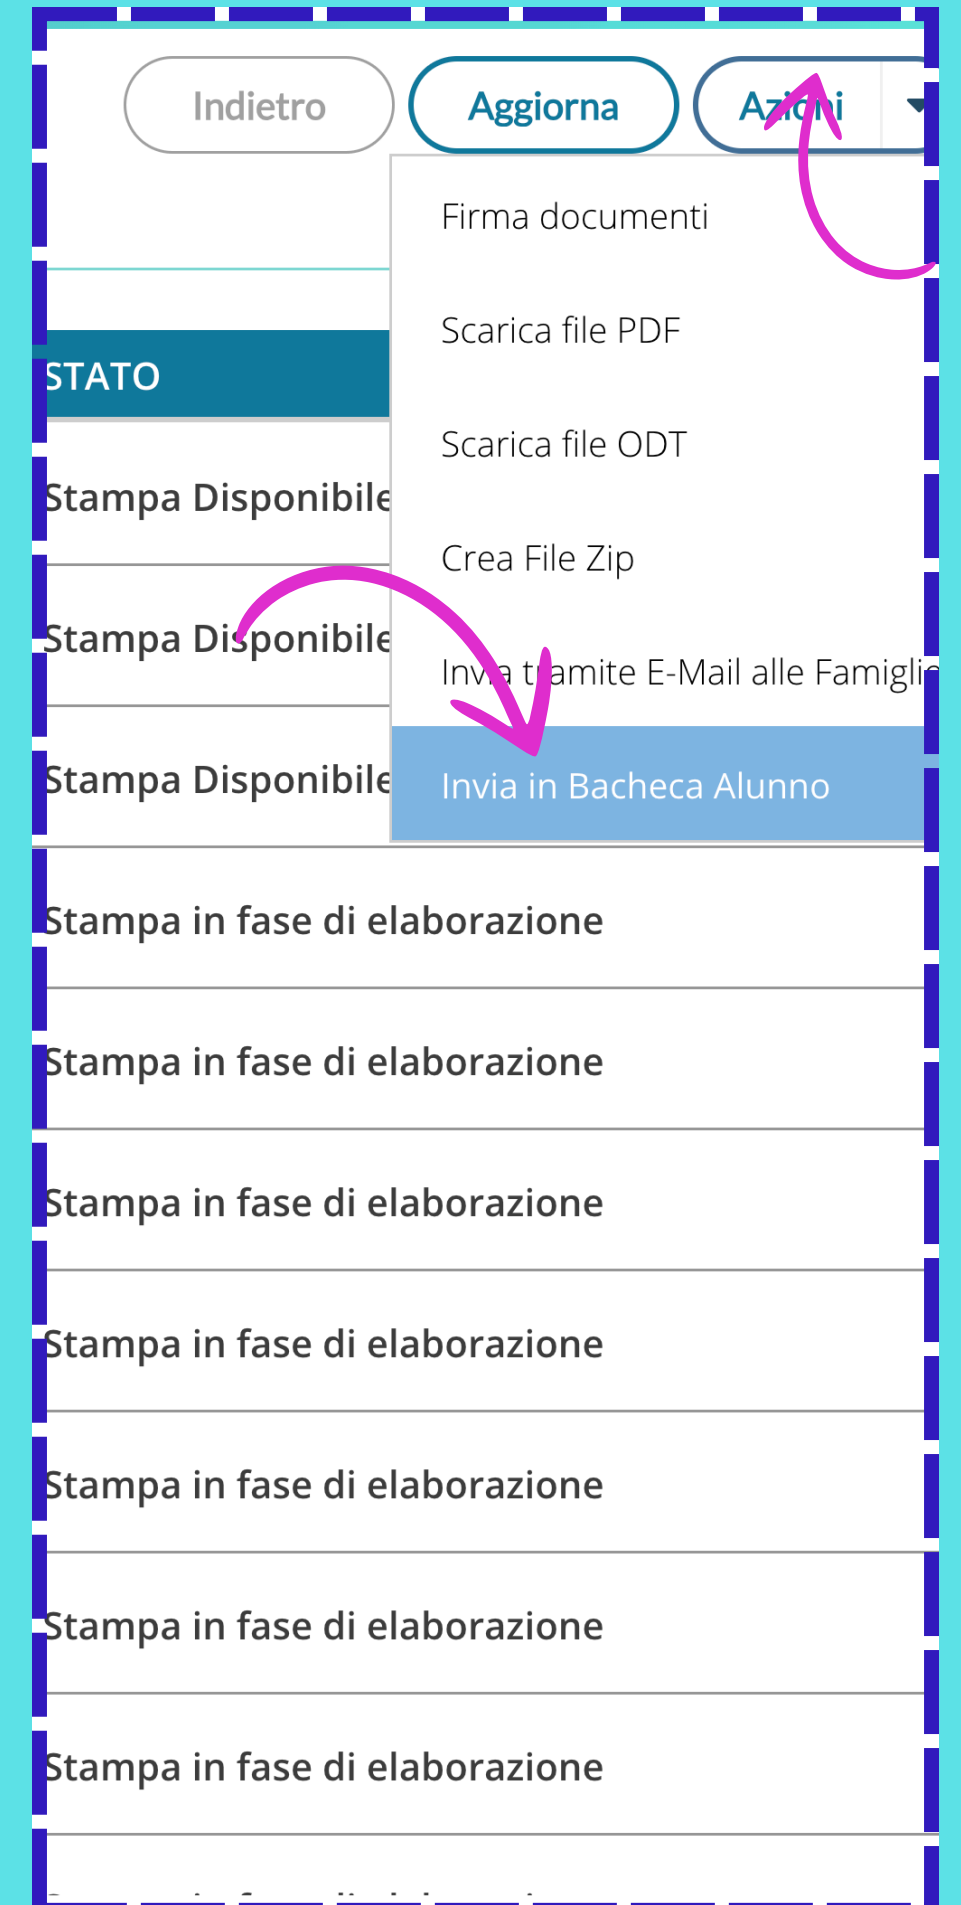 Indietro
Aggiorna
Azioni
Firma documenti
Scarica file PDF
STATO
Scarica file ODT
Stampa Disponibile
Crea File Zip
Stampa Disponibile
Invia tramite E-Mail alle Famiglie
Stampa Disponibile
Invia in Bacheca Alunno
Stampa in fase di elaborazione
Stampa in fase di elaborazione
Stampa in fase di elaborazione
Stampa in fase di elaborazione
Stampa in fase di elaborazione
Stampa in fase di elaborazione
Stampa in fase di elaborazione